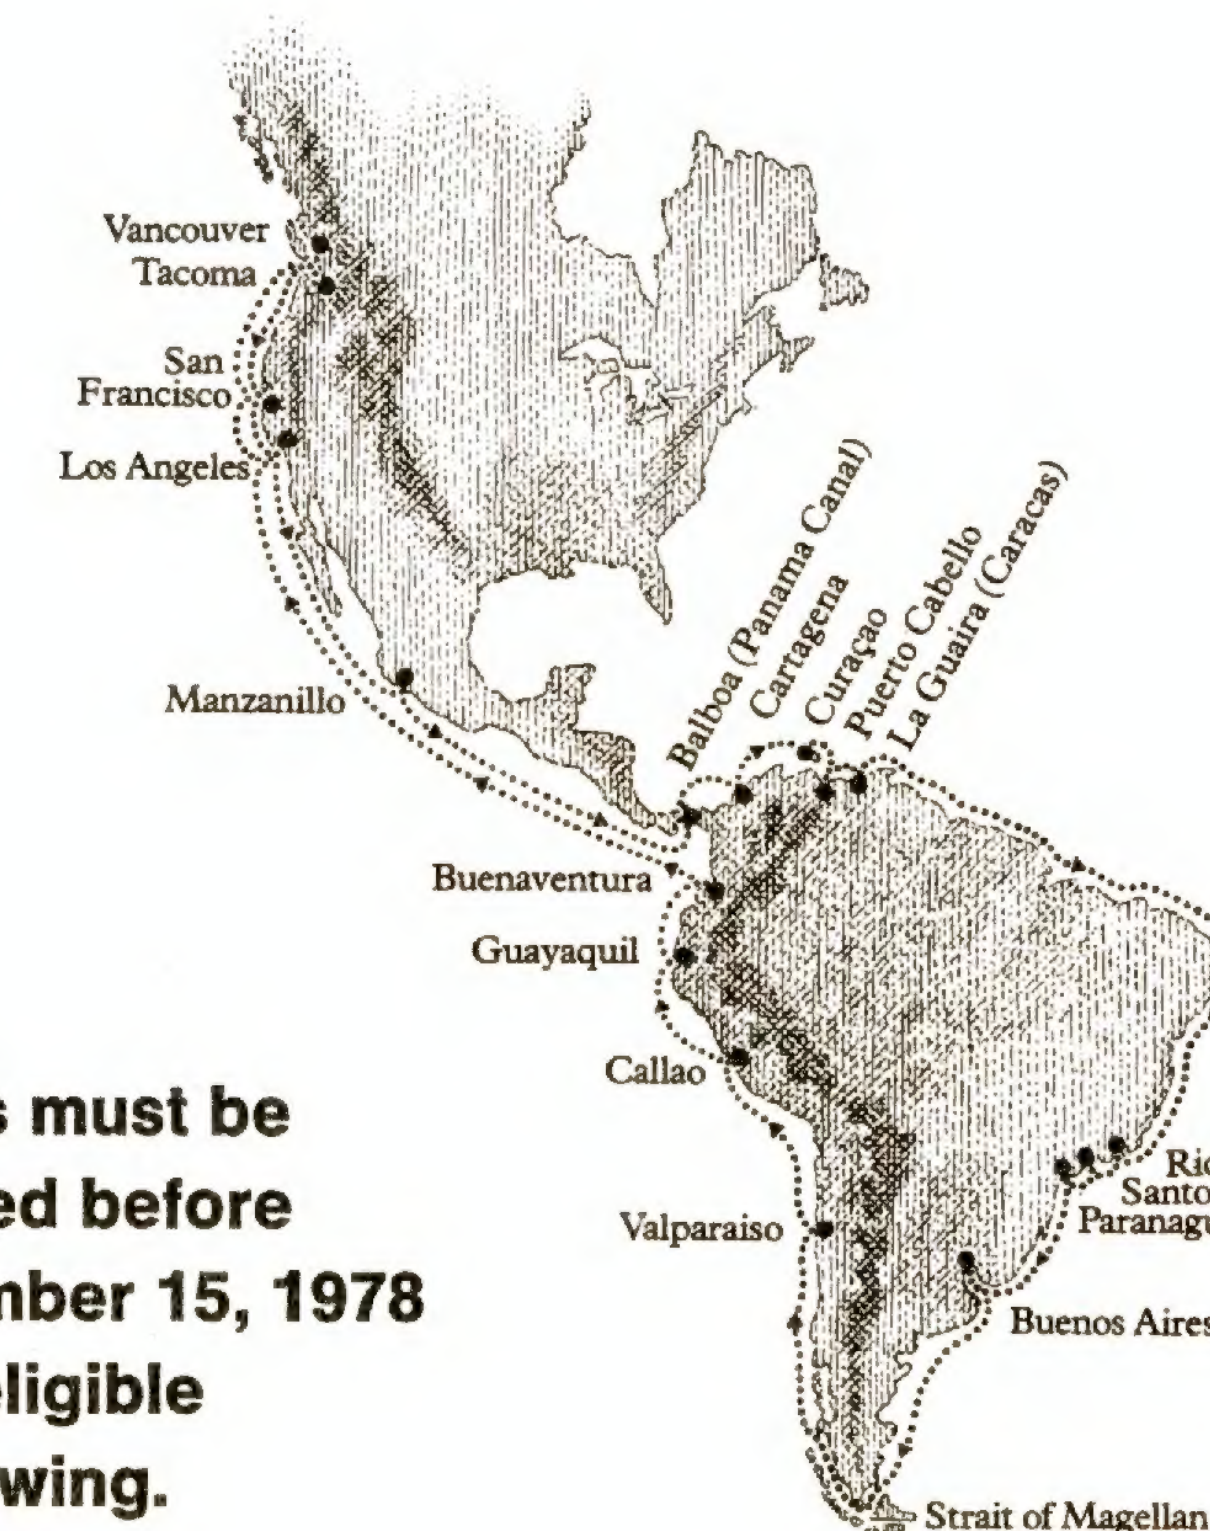 Vancouver
Tacoma
San
Francisco
Los Angeles
Manzanillo
Balboa (Panama Canal)
Cartagena
Curaçao
Puerto Cabello
La Guaira (Caracas)
Buenaventura
Guayaquil
Callao
Valparaiso
Rio
Santo
Paranagu
Buenos Aires
Strait of Magellan
s must be
ed before
mber 15, 1978
eligible
wing.